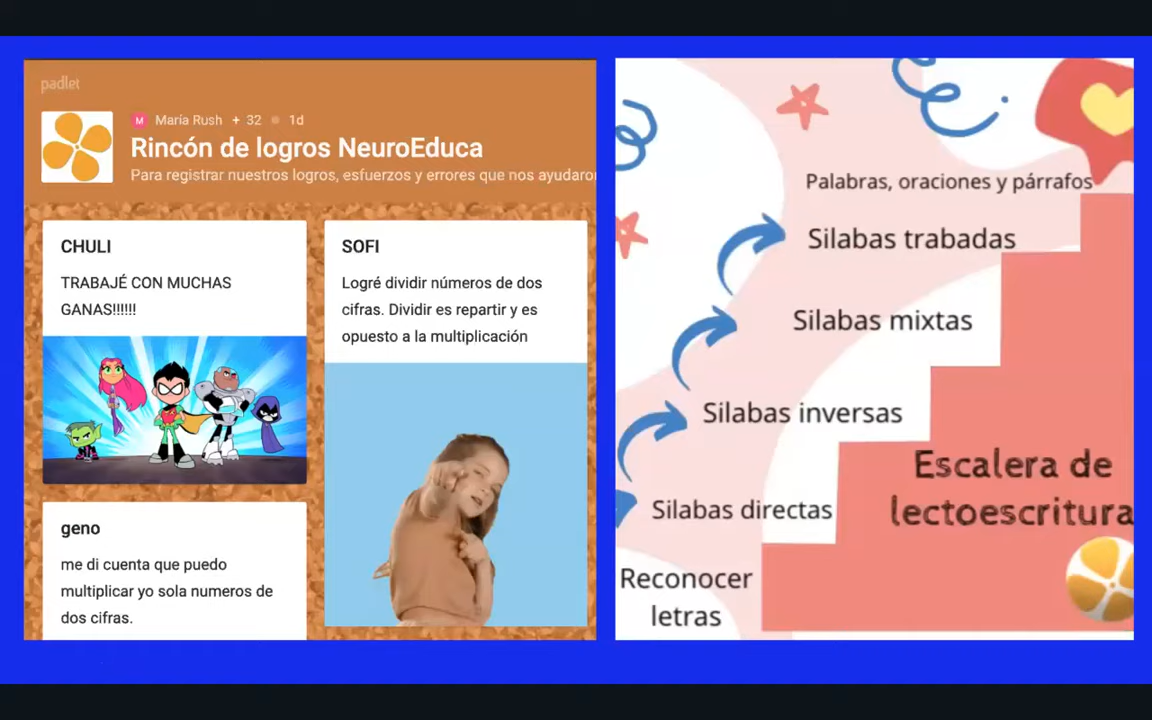 padlet
M María Rush + 32 1d
Rincón de logros NeuroEduca
Para registrar nuestros logros, esfuerzos y errores que nos ayudaro
CHULI
TRABAJÉ CON MUCHAS
GANAS!!!!!!
geno
me di cuenta que puedo
multiplicar yo sola numeros de
dos cifras.
SOFI
Logré dividir números de dos
cifras. Dividir es repartir y es
opuesto a la multiplicación
Palabras, oraciones y párrafos
Silabas trabadas
Silabas mixtas
Silabas inversas
Silabas directas
Reconocer
letras
Escalera de
lectoescritura